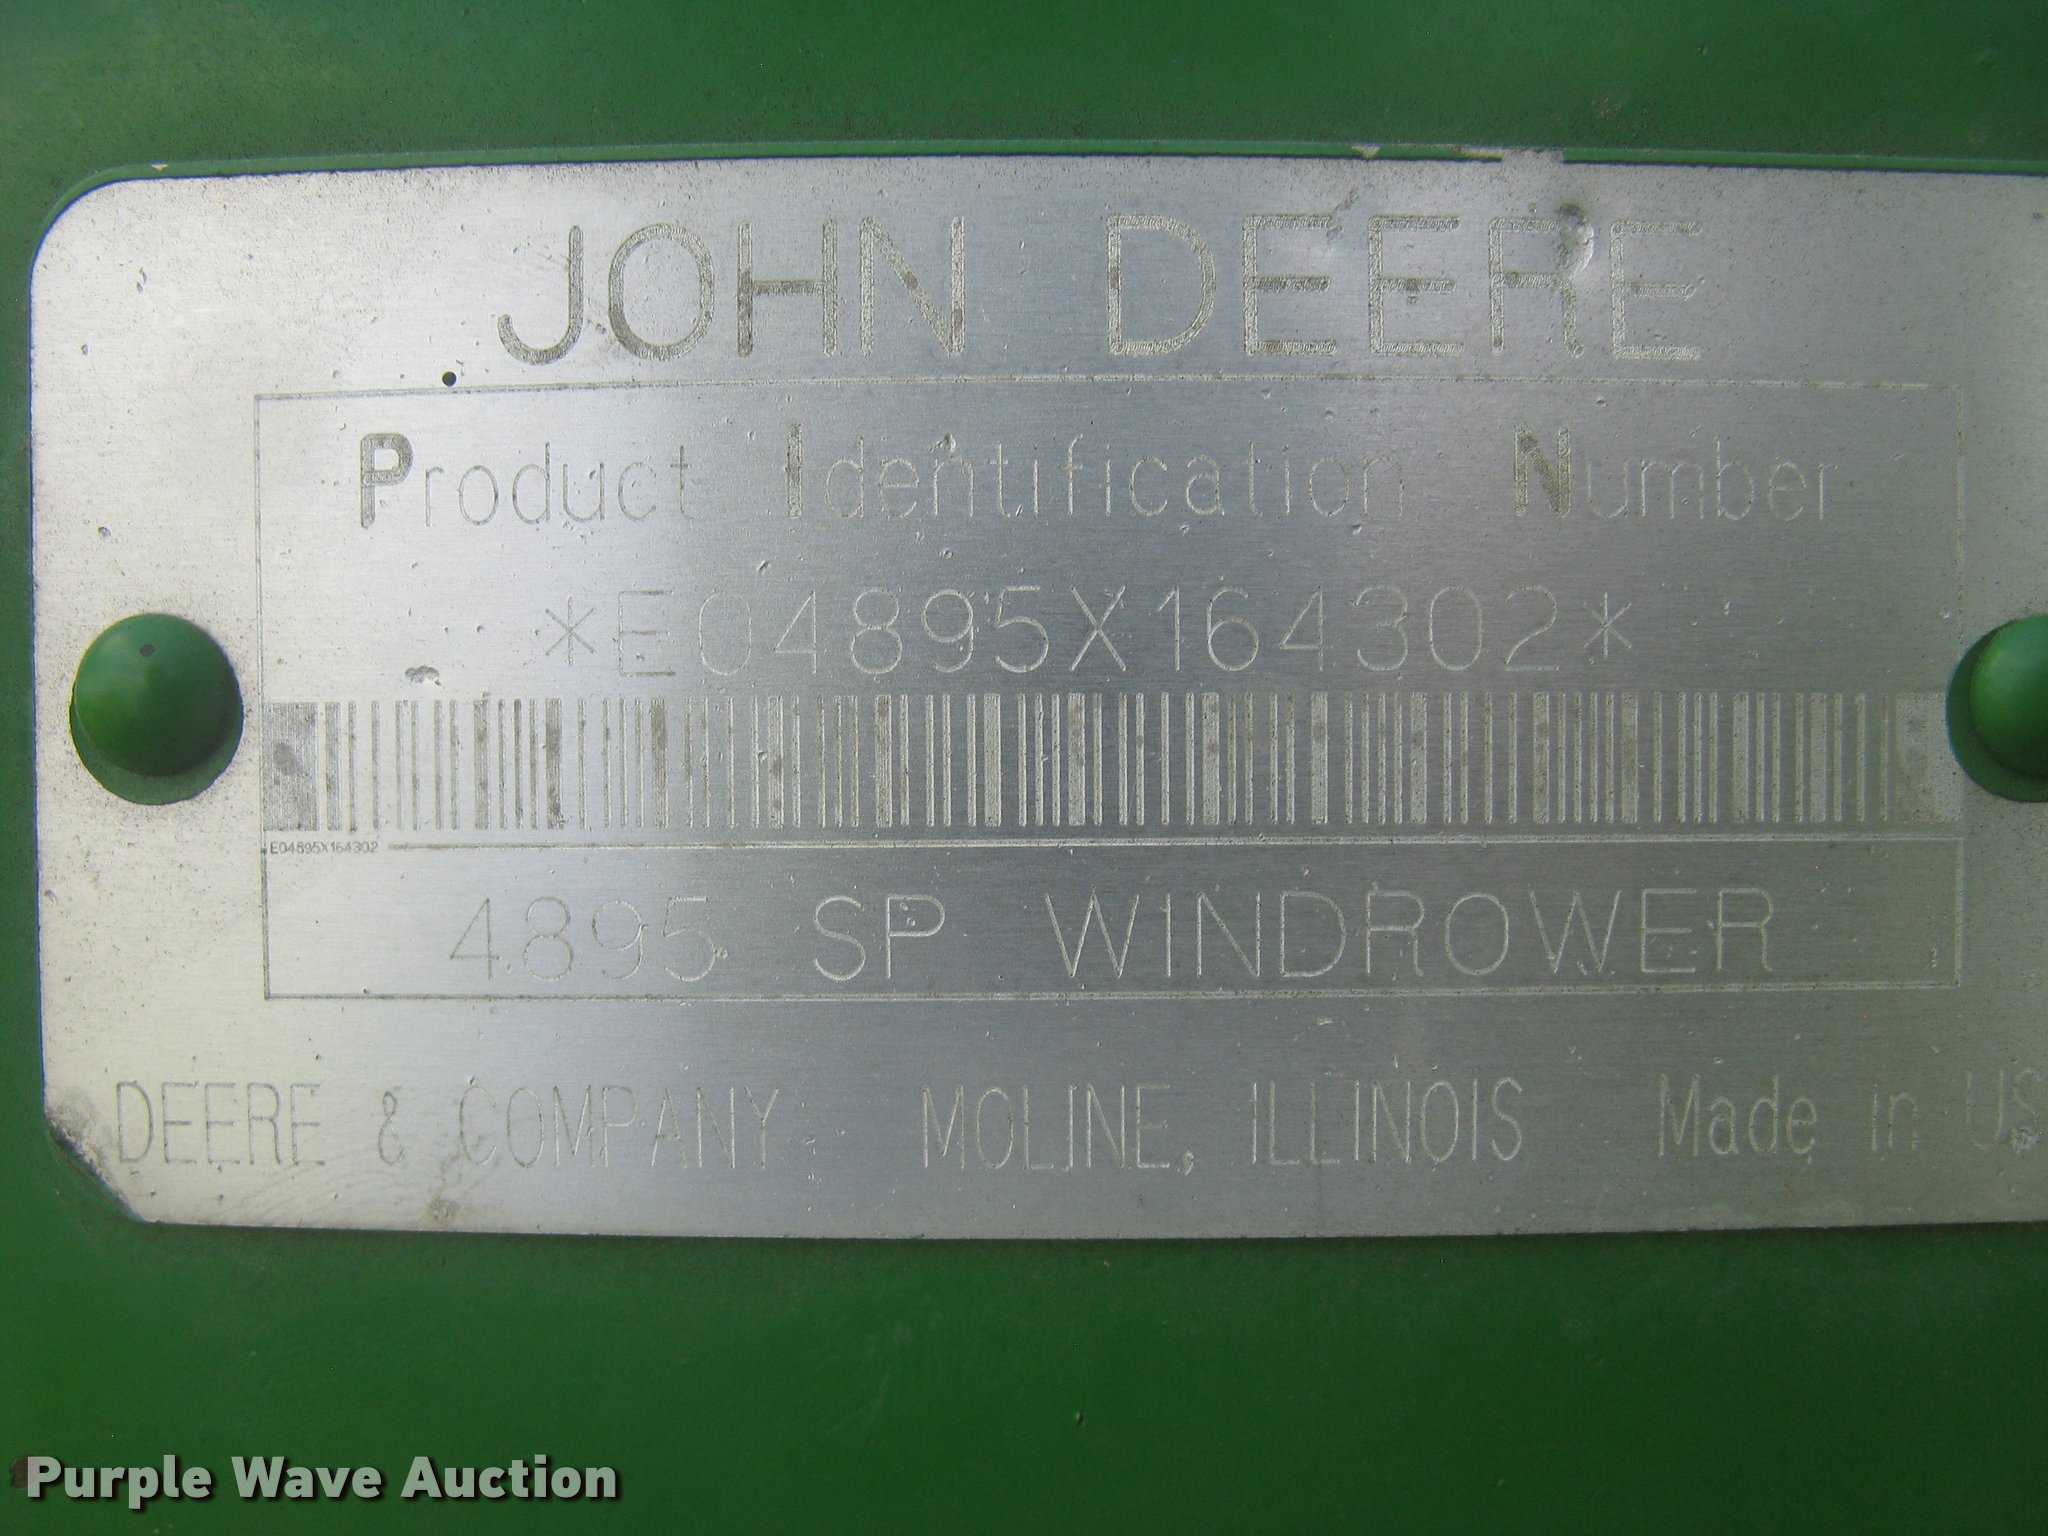 JOHN DEERE
Product Identification Number
*E04895X164302*
E04895X164302
4895 SP WINDROWER
DEERE & COMPANY MOLINE, ILLINOIS Made in US
Purple Wave Auction